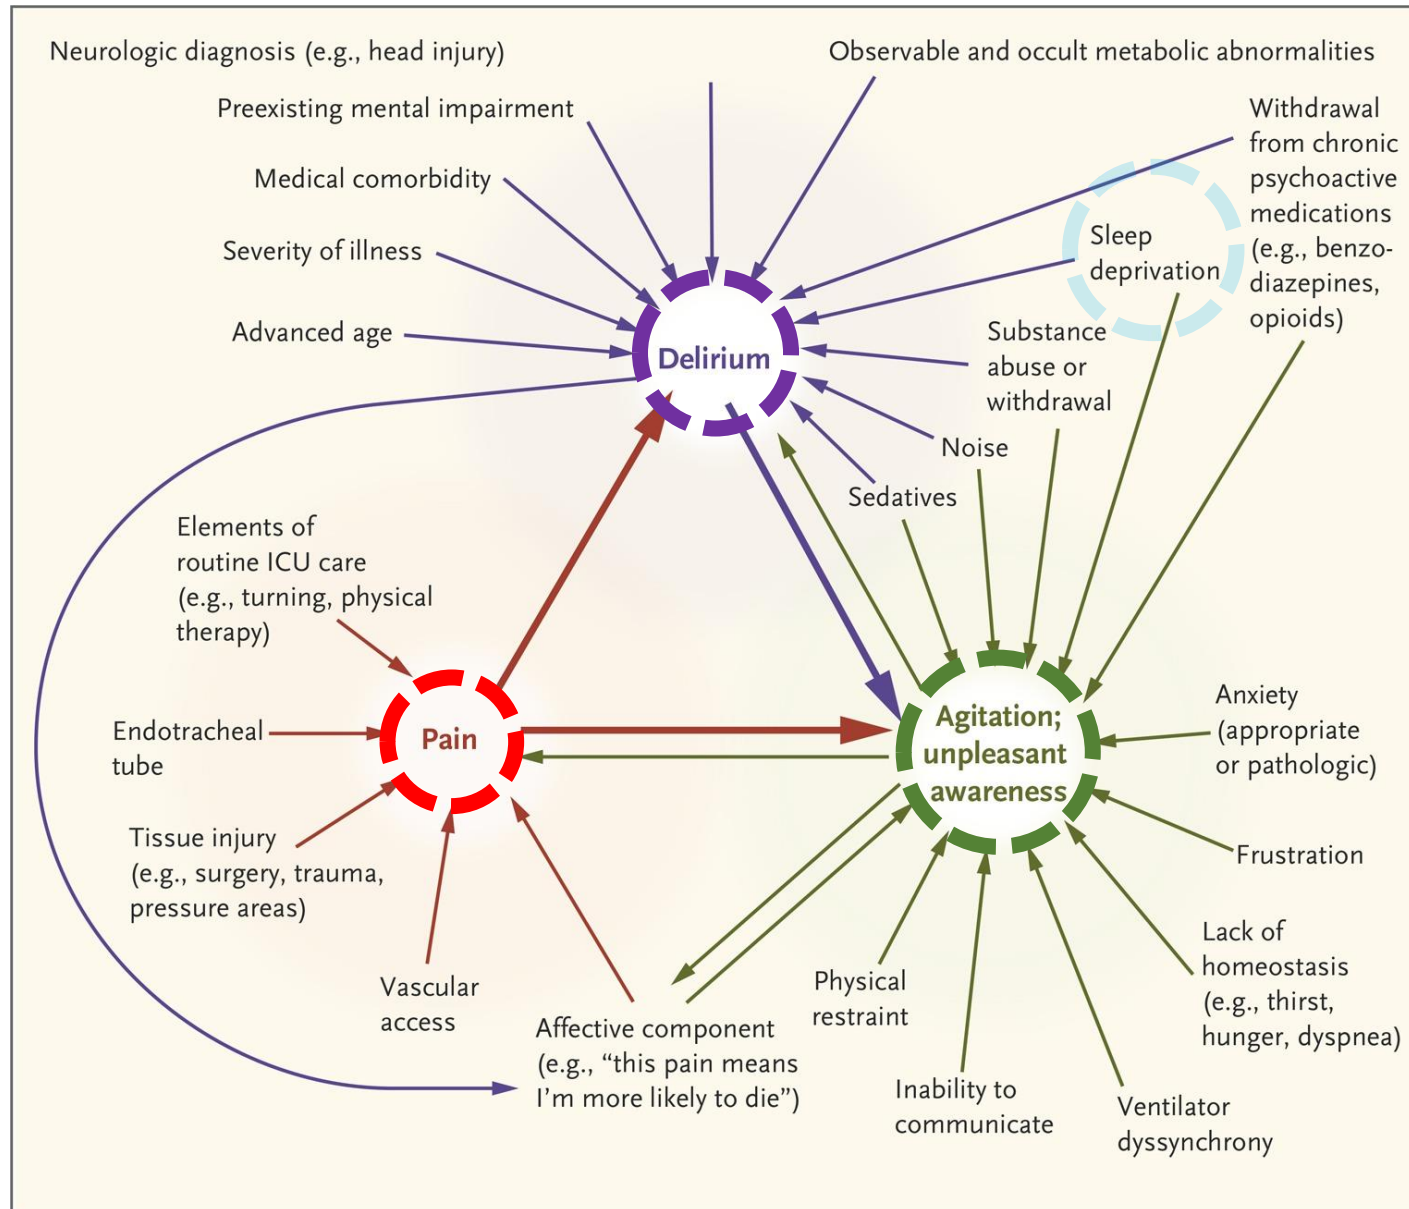 Neurologic diagnosis (e.g., head injury)
Observable and occult metabolic abnormalities
Preexisting mental impairment
Withdrawal
from chronic
psychoactive
medications
(e.g., benzo-
diazepines,
opioids)
Medical comorbidity
Severity of illness
Sleep
deprivation
Advanced age
Substance
abuse or
withdrawal
Delirium
Noise
Sedatives
Elements of
routine ICU care
(e.g., turning, physical
therapy)
Endotracheal
tube
Pain
Agitation;
unpleasant
awareness
Anxiety
(appropriate
or pathologic)
Tissue injury
(e.g., surgery, trauma,
pressure areas)
Frustration
Vascular
access
Affective component
(e.g., “this pain means
I’m more likely to die”)
Physical
restraint
Lack of
homeostasis
(e.g., thirst,
hunger, dyspnea)
Inability to
communicate
Ventilator
dyssynchrony